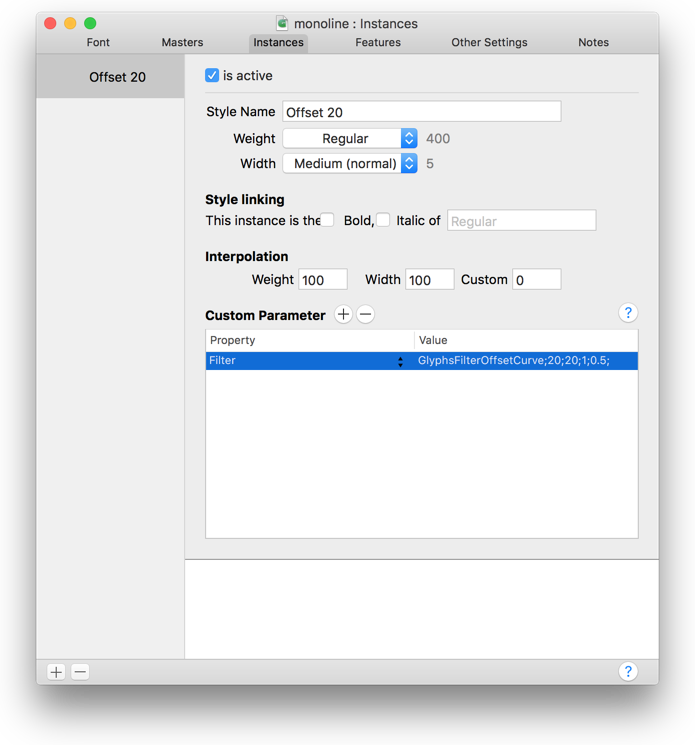 monoline : Instances
Font Masters Instances Features Other Settings Notes
Offset 20
is active
Style Name Offset 20
Weight Regular 400
Width Medium (normal) 5
Style linking
This instance is the Bold, Italic of Regular
Interpolation
Weight 100 Width 100 Custom 0
Custom Parameter + − ?
Property Value
Filter GlyphsFilterOffsetCurve;20;20;1;0.5;
+ − ?